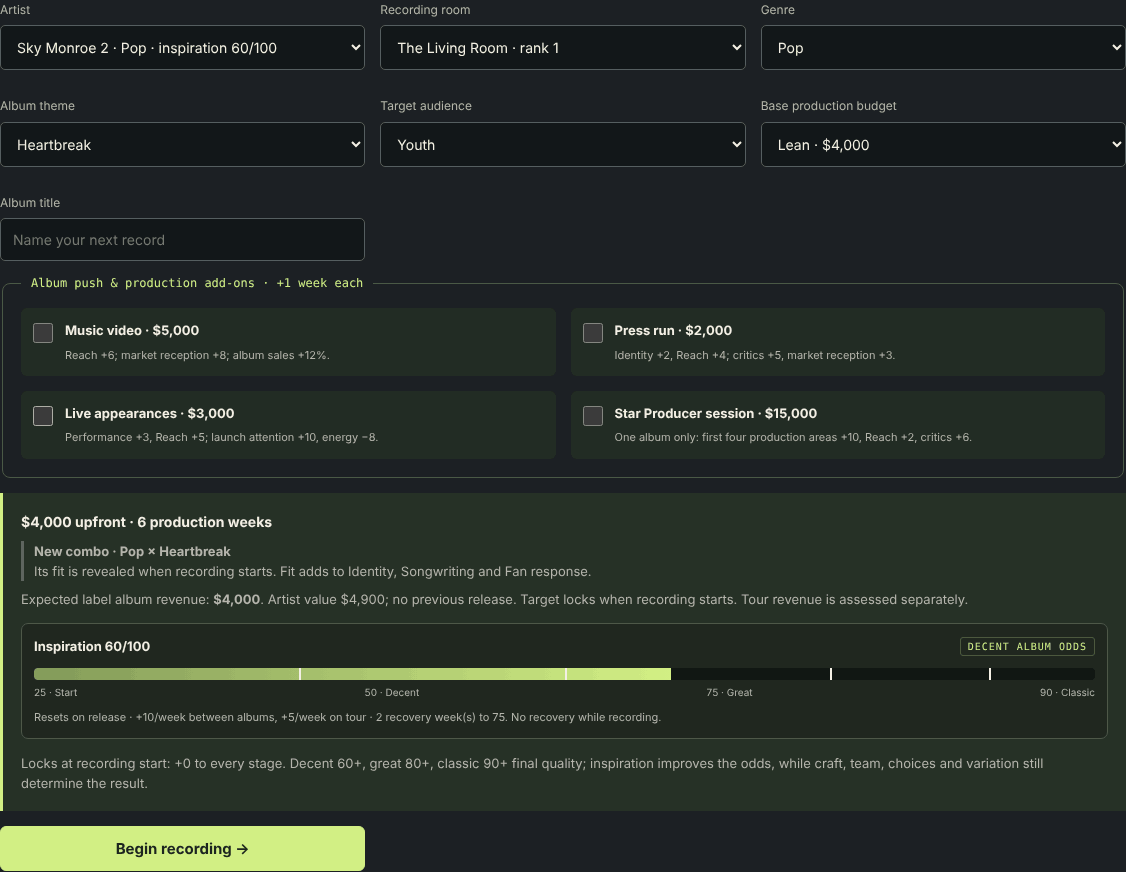 Artist
Recording room
Genre
Sky Monroe 2 · Pop · inspiration 60/100
The Living Room · rank 1
Pop
Album theme
Target audience
Base production budget
Heartbreak
Youth
Lean · $4,000
Album title
Name your next record
Album push & production add-ons · +1 week each
Music video · $5,000
Reach +6; market reception +8; album sales +12%.
Press run · $2,000
Identity +2, Reach +4; critics +5, market reception +3.
Live appearances · $3,000
Performance +3, Reach +5; launch attention +10, energy −8.
Star Producer session · $15,000
One album only: first four production areas +10, Reach +2, critics +6.
$4,000 upfront · 6 production weeks
New combo · Pop × Heartbreak
Its fit is revealed when recording starts. Fit adds to Identity, Songwriting and Fan response.
Expected label album revenue: $4,000. Artist value $4,900; no previous release. Target locks when recording starts. Tour revenue is assessed separately.
Inspiration 60/100
DECENT ALBUM ODDS
25 · Start
50 · Decent
75 · Great
90 · Classic
Resets on release · +10/week between albums, +5/week on tour · 2 recovery week(s) to 75. No recovery while recording.
Locks at recording start: +0 to every stage. Decent 60+, great 80+, classic 90+ final quality; inspiration improves the odds, while craft, team, choices and variation still
determine the result.
Begin recording →